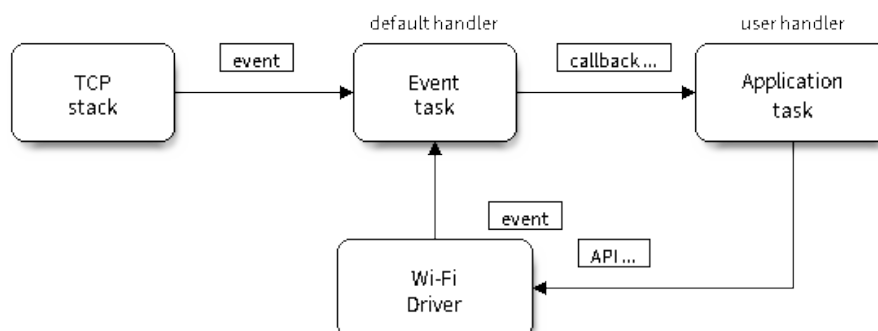 default handler
user handler
event
callback ...
TCP
stack
Event
task
Application
task
event
API ...
Wi-Fi
Driver